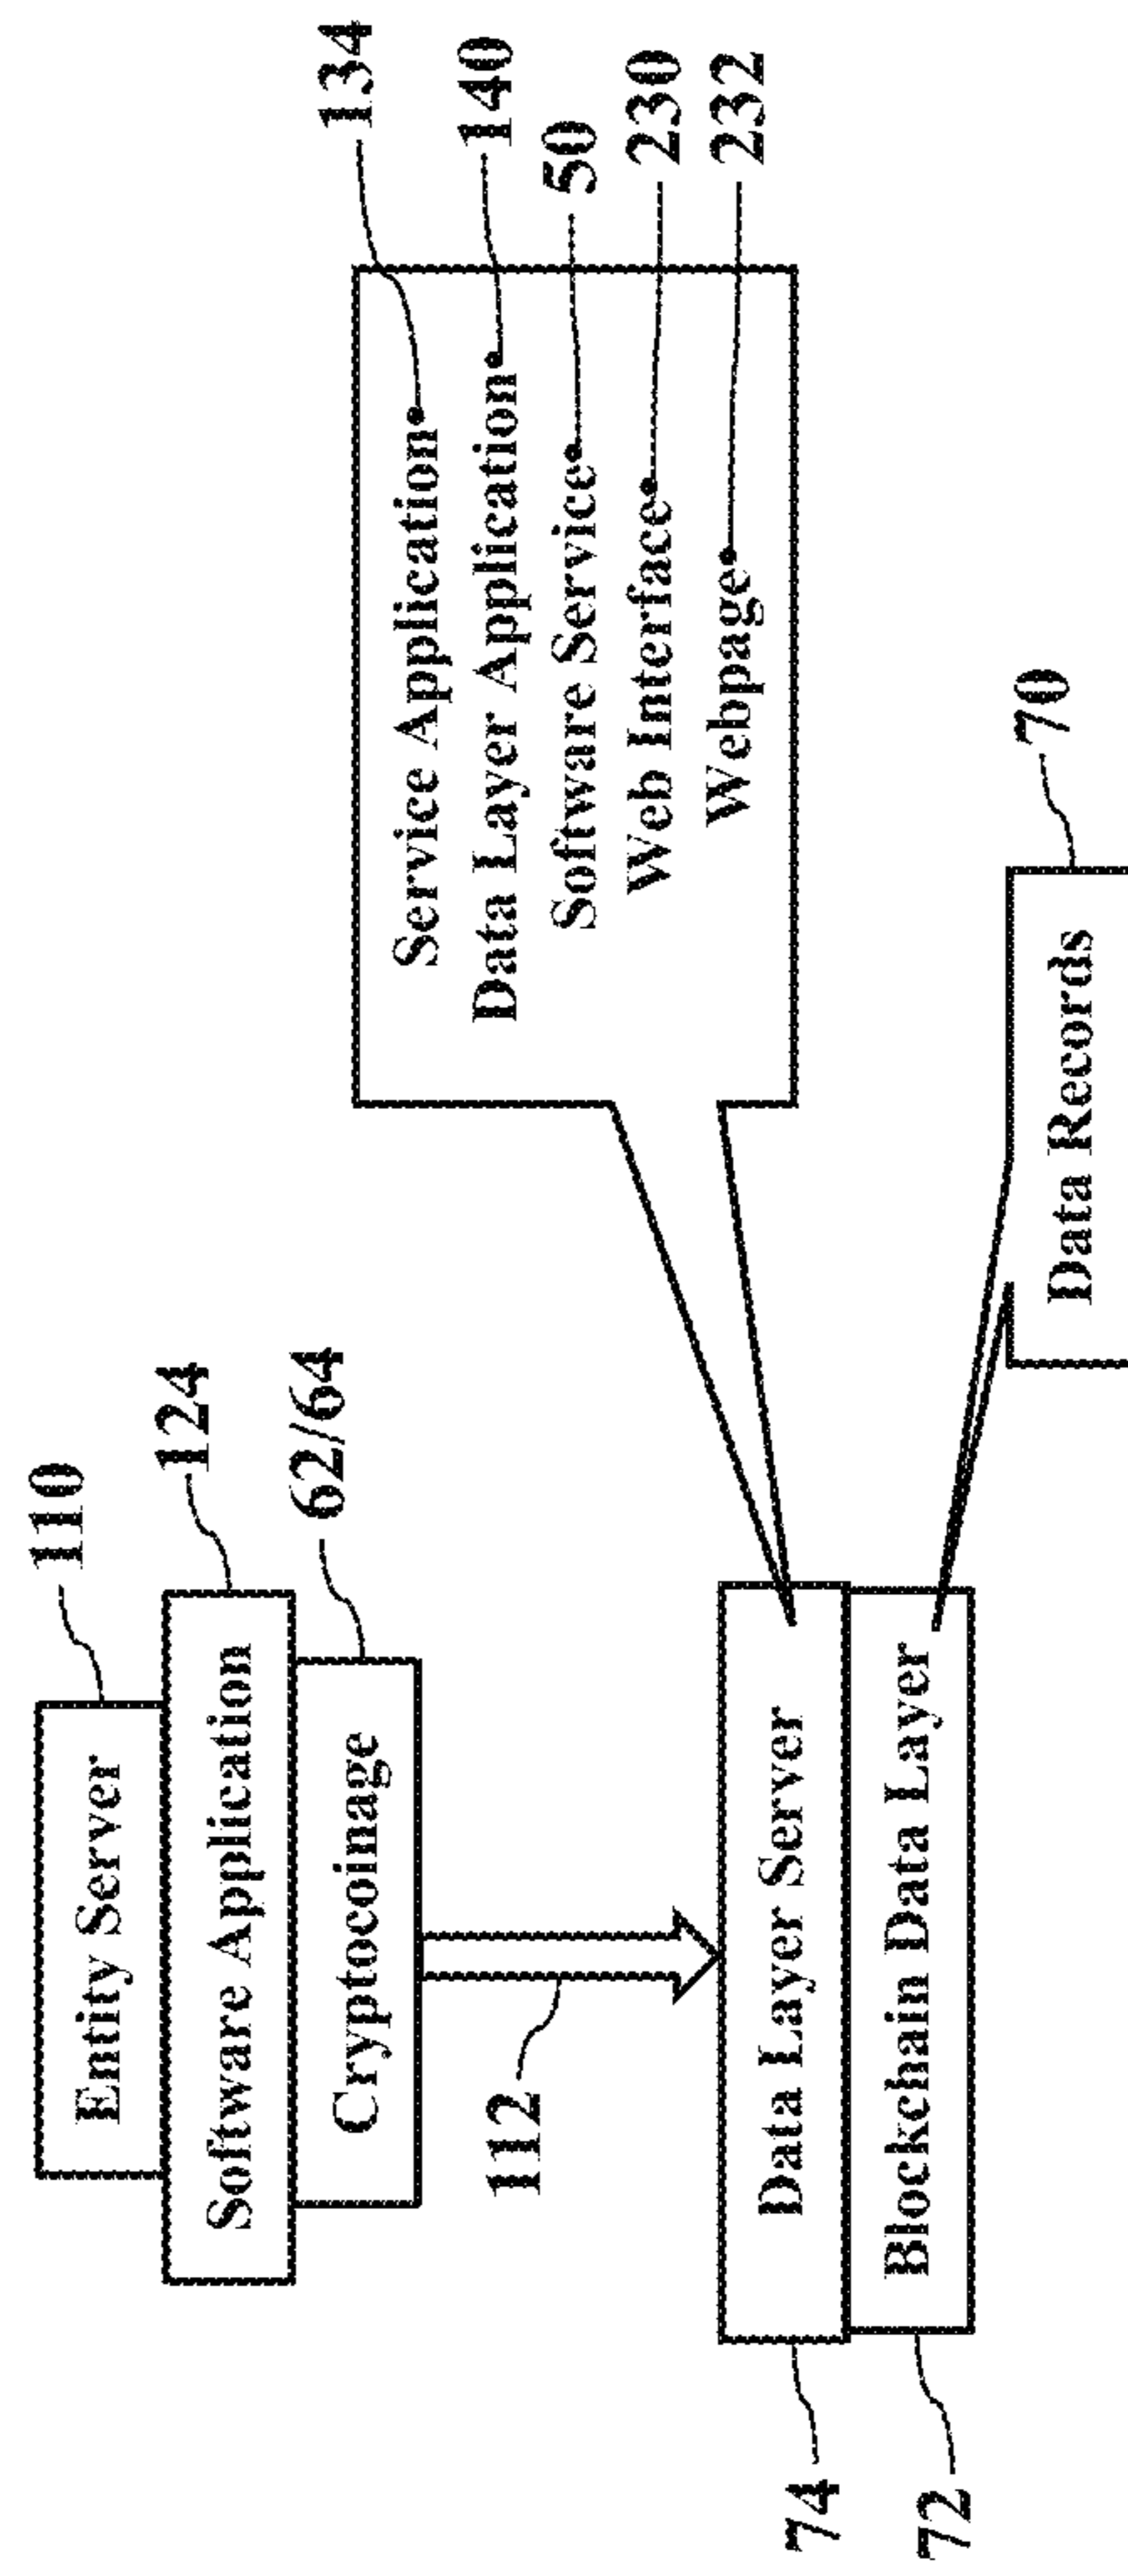 Entity Server
110
Software Application
124
Cryptocoinage
62/64
112
Service Application
134
Data Layer Application
140
Software Service
50
Web Interface
230
Webpage
232
74
Data Layer Server
72
Blockchain Data Layer
Data Records
70